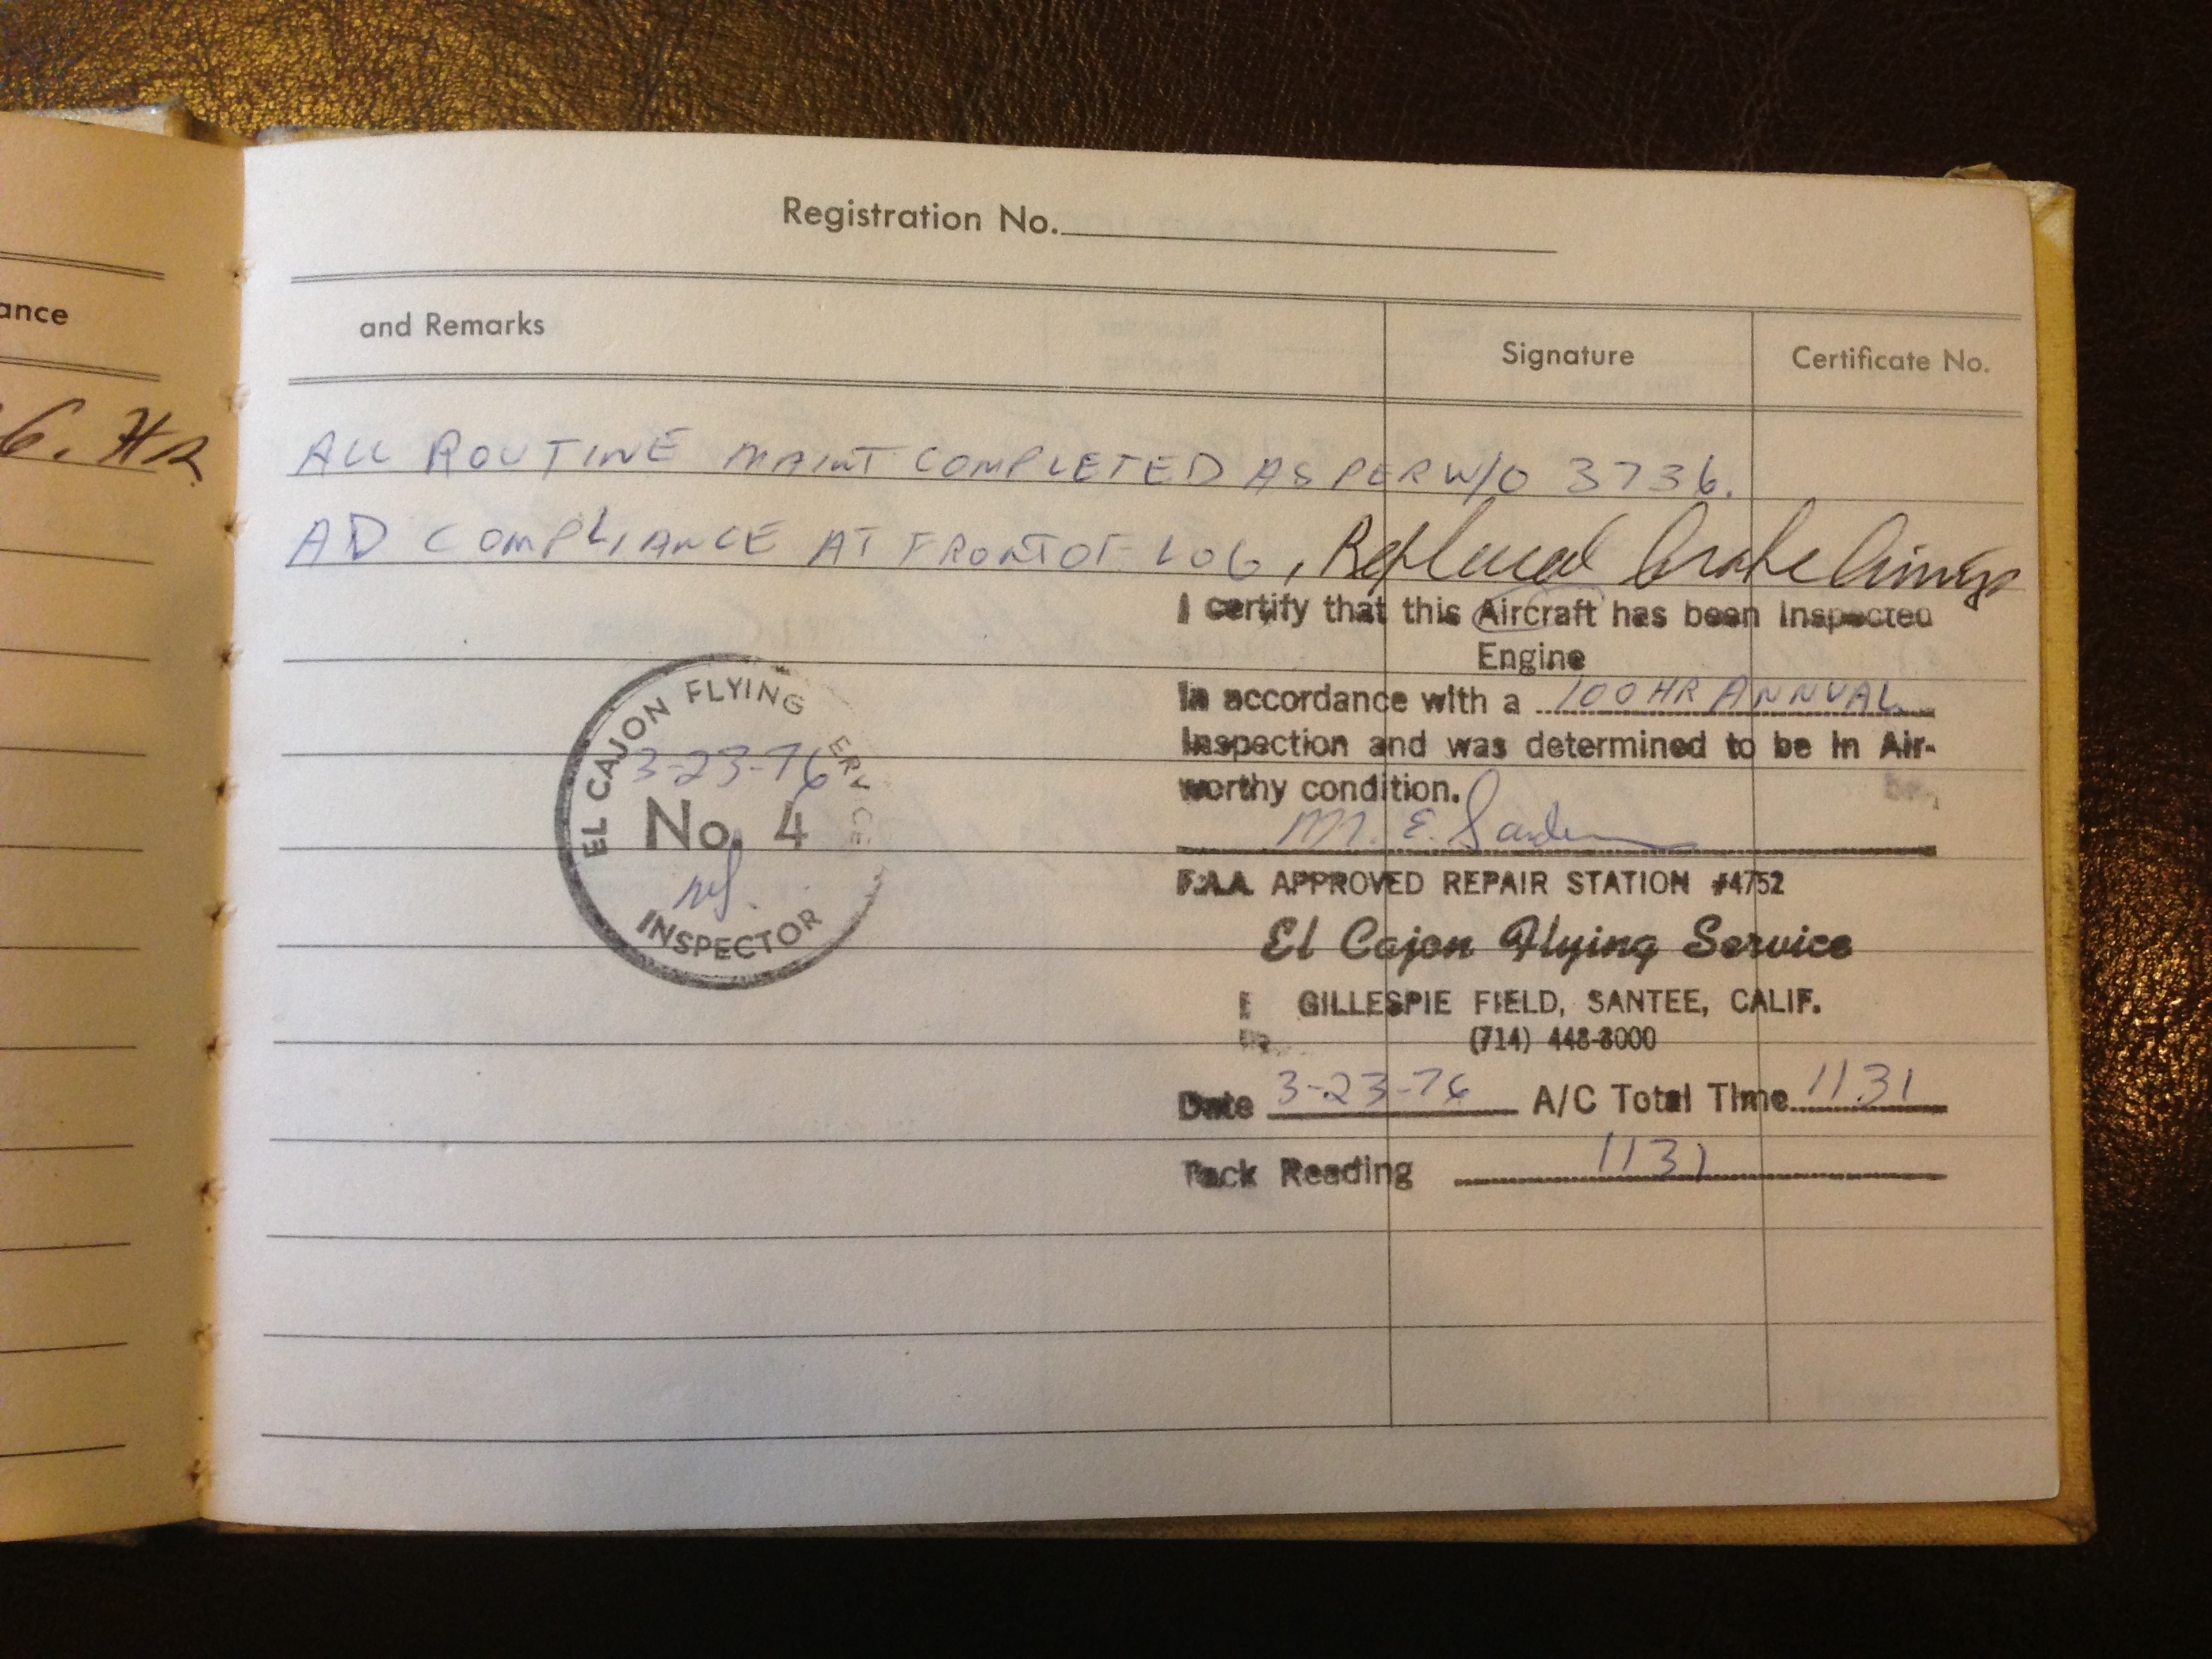 ance
6. HR
Registration No.
and Remarks
Signature
Certificate No.
ALL ROUTINE MAINT COMPLETED AS PER W/O 3736.
AD COMPLIANCE AT FRONT OF LOG, Replaced brake linings
I certify that this Aircraft has been Inspected
Engine
In accordance with a 100 HR ANNUAL
Inspection and was determined to be in Air-
worthy condition.
M. E.
F.A.A. APPROVED REPAIR STATION #4752
El Cajon Flying Service
GILLESPIE FIELD, SANTEE, CALIF.
(714) 448-3000
Date 3-23-76 A/C Total Time 1131
Tack Reading 1131
EL CAJON FLYING ERVICE
3-23-76
No. 4
INSPECTOR